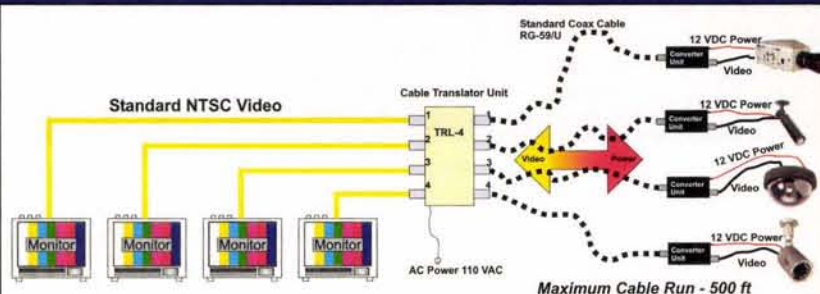 Standard Coax Cable
RG-59/U
12 VDC Power
Converter
Unit
Video
Cable Translator Unit
Standard NTSC Video
1
TRL-4
2
3
4
1
2
3
4
Video
Power
12 VDC Power
Converter
Unit
Video
12 VDC Power
Converter
Unit
Video
12 VDC Power
Converter
Unit
Video
Monitor
Monitor
Monitor
Monitor
AC Power 110 VAC
Maximum Cable Run - 500 ft